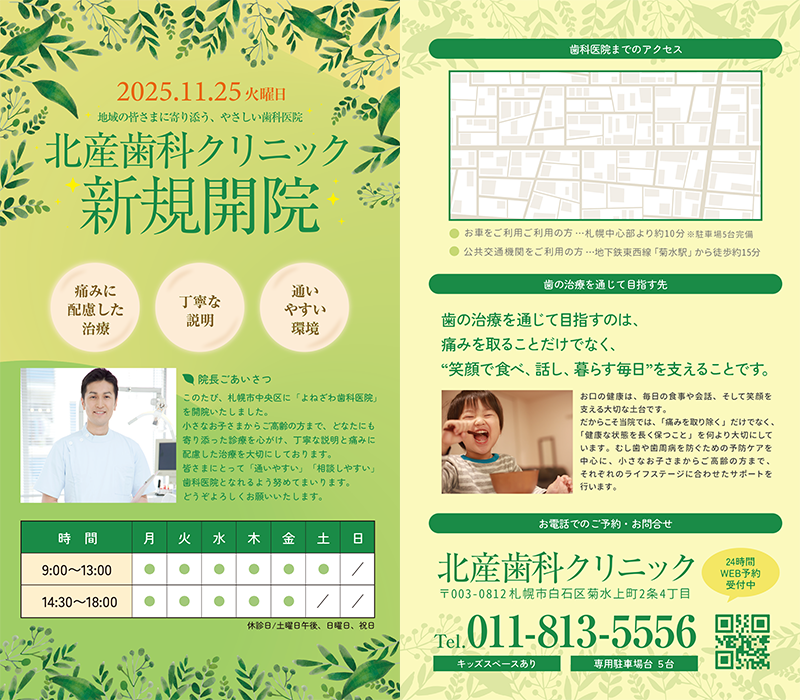 2025.11.25火曜日
地域の皆さまに寄り添う、やさしい歯科医院
北産歯科クリニック
新規開院
痛みに
配慮した
治療
丁寧な
説明
通い
やすい
環境
院長ごあいさつ
このたび、札幌市中央区に「よねざわ歯科医院」
を開院いたしました。
小さなお子さまからご高齢の方まで、どなたにも
寄り添った診療を心がけ、丁寧な説明と痛みに
配慮した治療を大切にしております。
皆さまにとって「通いやすい」「相談しやすい」
歯科医院となれるよう努めてまいります。
どうぞよろしくお願いいたします。
時 間 月 火 水 木 金 土 日
9:00〜13:00 ● ● ● ● ● ● ／
14:30〜18:00 ● ● ● ● ● ／ ／
休診日/土曜日午後、日曜日、祝日
歯科医院までのアクセス
● お車をご利用ご利用の方…札幌中心部より約10分 ※駐車場5台完備
● 公共交通機関をご利用の方…地下鉄東西線「菊水駅」から徒歩約15分
歯の治療を通じて目指す先
歯の治療を通じて目指すのは、
痛みを取ることだけでなく、
“笑顔で食べ、話し、暮らす毎日”を支えることです。
お口の健康は、毎日の食事や会話、そして笑顔を
支える大切な土台です。
だからこそ当院では、「痛みを取り除く」だけでなく、
「健康な状態を長く保つこと」を何より大切にして
います。むし歯や歯周病を防ぐための予防ケアを
中心に、小さなお子さまからご高齢の方まで、
それぞれのライフステージに合わせたサポートを
行います。
お電話でのご予約・お問合せ
北産歯科クリニック
〒003-0812 札幌市白石区菊水上町2条4丁目
24時間
WEB予約
受付中
Tel.011-813-5556
キッズスペースあり
専用駐車場台 5台